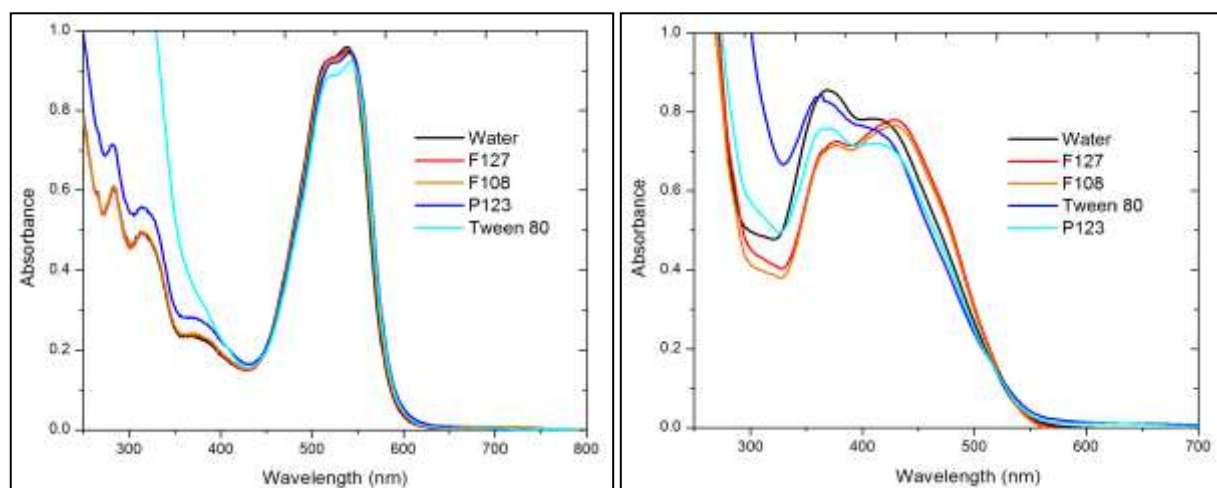 1.0
0.8
0.6
0.4
0.2
0.0
Absorbance
Water
F127
F108
P123
Tween 80
300 400 500 600 700 800
Wavelength (nm)
1.0
0.8
0.6
0.4
0.2
0.0
Absorbance
Water
F127
F108
Tween 80
P123
300 400 500 600 700
Wavelength (nm)